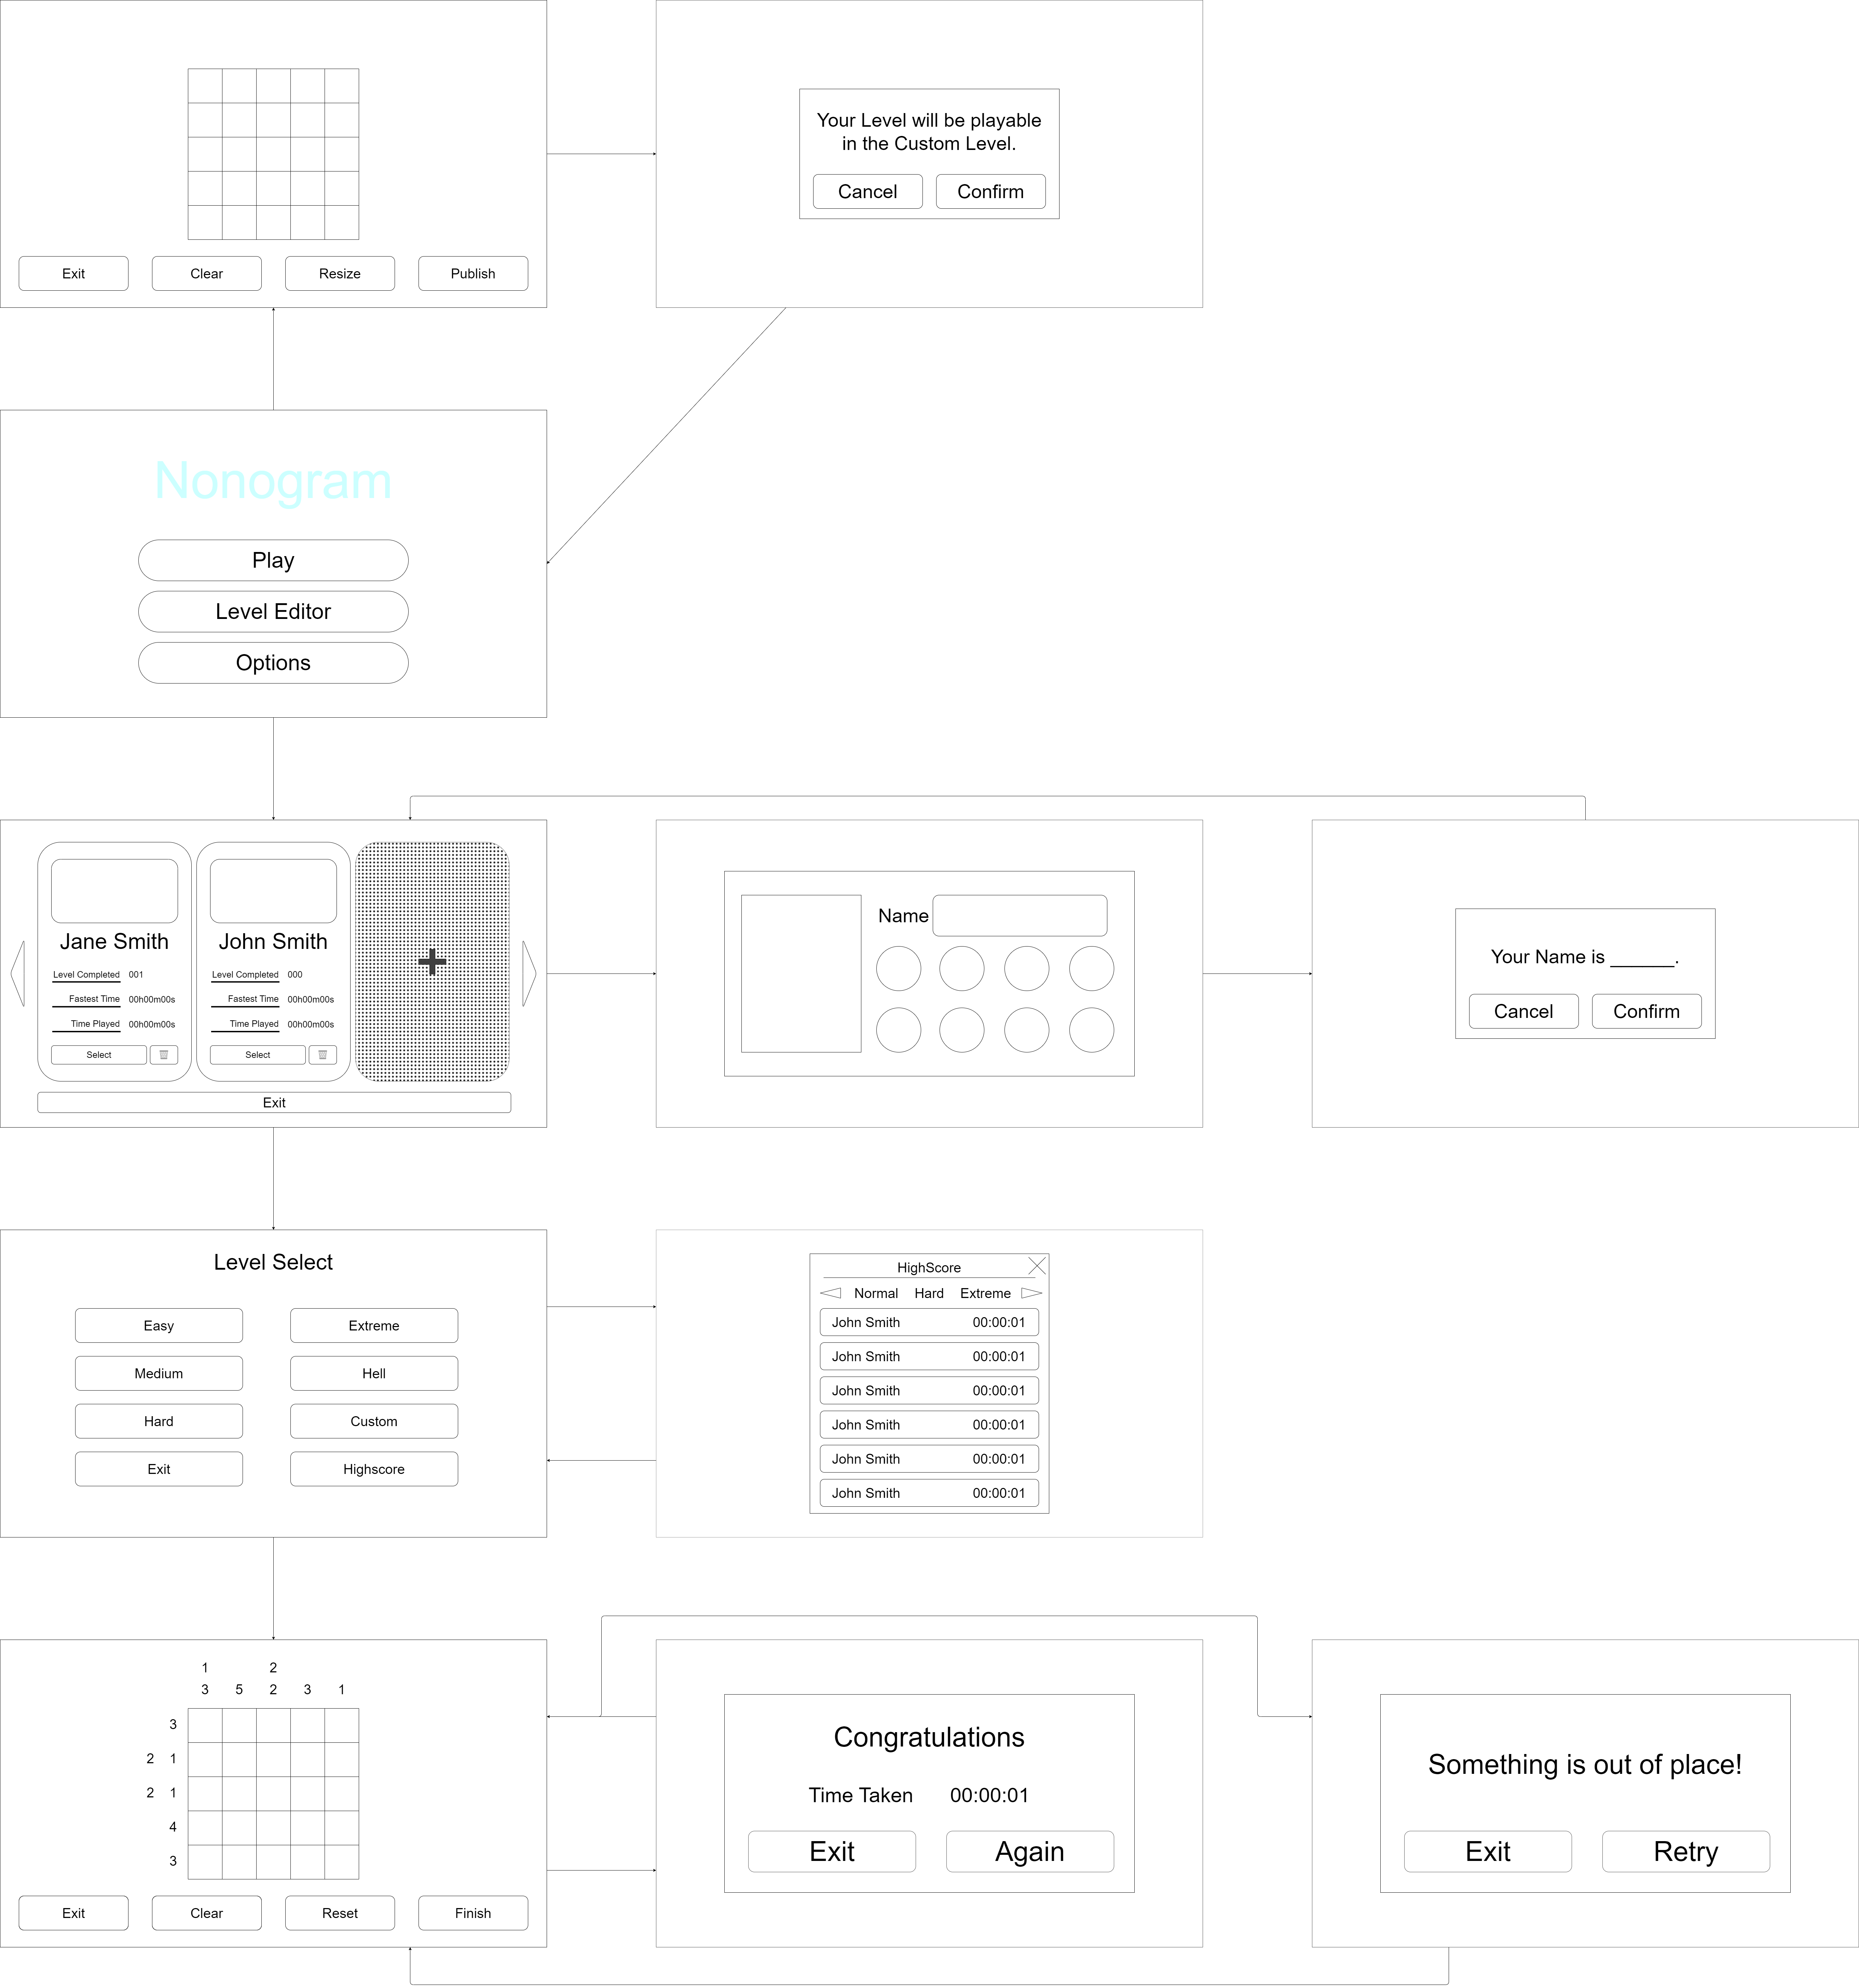 Your Level will be playable
in the Custom Level.
Cancel Confirm
Exit Clear Resize Publish
Nonogram
Play
Level Editor
Options
Jane Smith
Level Completed 001
Fastest Time 00h00m00s
Time Played 00h00m00s
Select
John Smith
Level Completed 000
Fastest Time 00h00m00s
Time Played 00h00m00s
Select
+
Exit
Name
Your Name is _______.
Cancel Confirm
Level Select
Easy Extreme
Medium Hell
Hard Custom
Exit Highscore
HighScore
Normal Hard Extreme
John Smith 00:00:01
John Smith 00:00:01
John Smith 00:00:01
John Smith 00:00:01
John Smith 00:00:01
John Smith 00:00:01
1 2
3 5 2 3 1
3
2 1
2 1
4
3
Exit Clear Reset Finish
Congratulations
Time Taken 00:00:01
Exit Again
Something is out of place!
Exit Retry